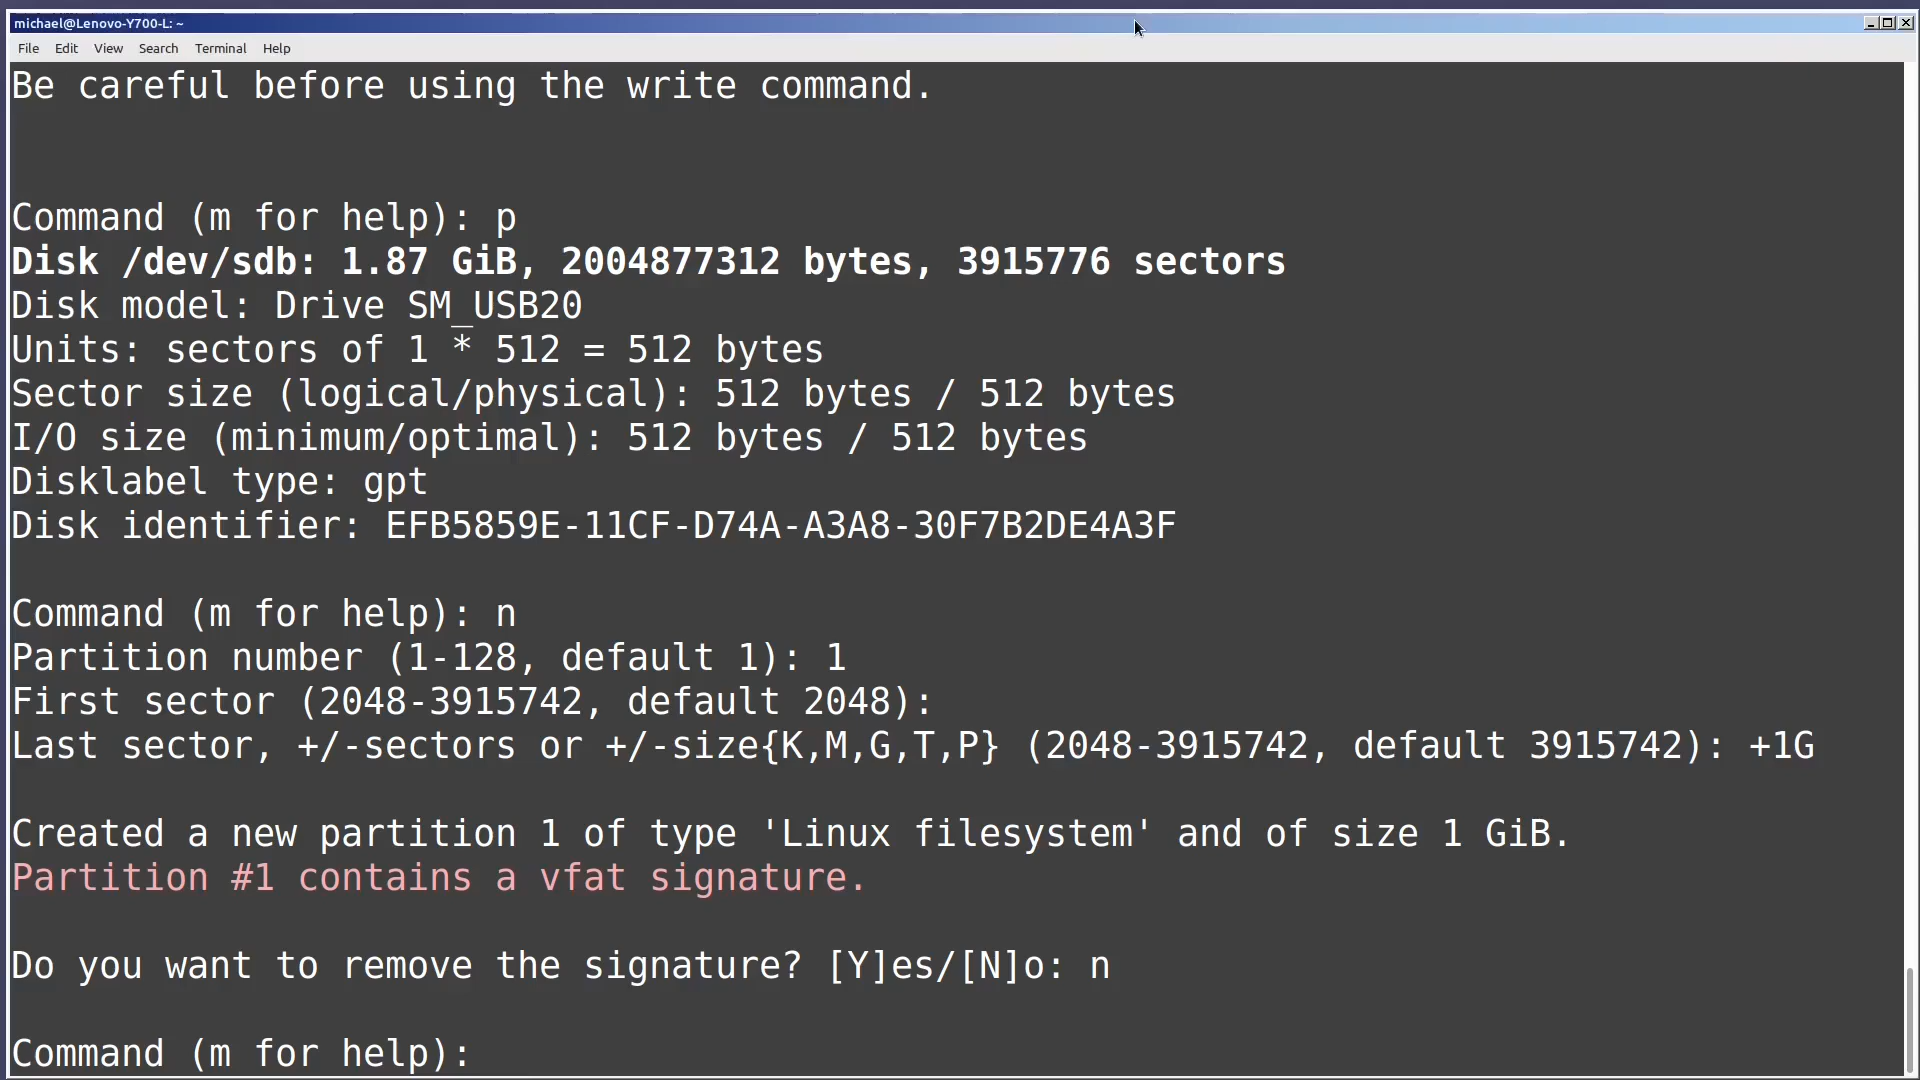 michael@Lenovo-Y700-L: ~
File Edit View Search Terminal Help
Be careful before using the write command.
Command (m for help): p
Disk /dev/sdb: 1.87 GiB, 2004877312 bytes, 3915776 sectors
Disk model: Drive SM_USB20
Units: sectors of 1 * 512 = 512 bytes
Sector size (logical/physical): 512 bytes / 512 bytes
I/O size (minimum/optimal): 512 bytes / 512 bytes
Disklabel type: gpt
Disk identifier: EFB5859E-11CF-D74A-A3A8-30F7B2DE4A3F
Command (m for help): n
Partition number (1-128, default 1): 1
First sector (2048-3915742, default 2048):
Last sector, +/-sectors or +/-size{K,M,G,T,P} (2048-3915742, default 3915742): +1G
Created a new partition 1 of type 'Linux filesystem' and of size 1 GiB.
Partition #1 contains a vfat signature.
Do you want to remove the signature? [Y]es/[N]o: n
Command (m for help):